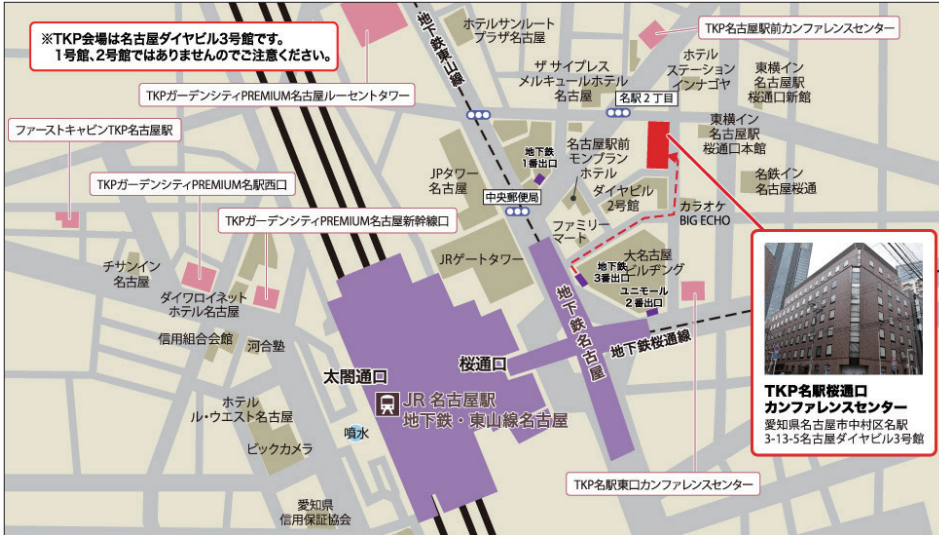 ※TKP会場は名古屋ダイヤビル3号館です。
1号館、2号館ではありませんのでご注意ください。
地下鉄東山線
ホテルサンルート
プラザ名古屋
TKP名古屋駅前カンファレンスセンター
ザ サイプレス
メルキュールホテル
名古屋
ホテル
ステーション
インナゴヤ
東横イン
名古屋駅
桜通口新館
TKPガーデンシティPREMIUM名古屋ルーセントタワー
名駅2丁目
ファーストキャビンTKP名古屋駅
東横イン
名古屋駅
桜通口本館
地下鉄
1番出口
名古屋駅前
モンブラン
ホテル
JPタワー
名古屋
TKPガーデンシティPREMIUM名駅西口
中央郵便局
ダイヤビル
2号館
名鉄イン
名古屋桜通
TKPガーデンシティPREMIUM名古屋新幹線口
ファミリー
マート
カラオケ
BIG ECHO
JRゲートタワー
大名古屋
ビルヂング
地下鉄
3番出口
ユニモール
2番出口
チサンイン
名古屋
ダイワロイネット
ホテル名古屋
地下鉄名古屋
地下鉄桜通線
信用組合会館
河合塾
桜通口
太閤通口
JR 名古屋駅
地下鉄・東山線名古屋
ホテル
ル・ウエスト名古屋
噴水
ビックカメラ
TKP名駅桜通口
カンファレンスセンター
愛知県名古屋市中村区名駅
3-13-5名古屋ダイヤビル3号館
TKP名駅東口カンファレンスセンター
愛知県
信用保証協会